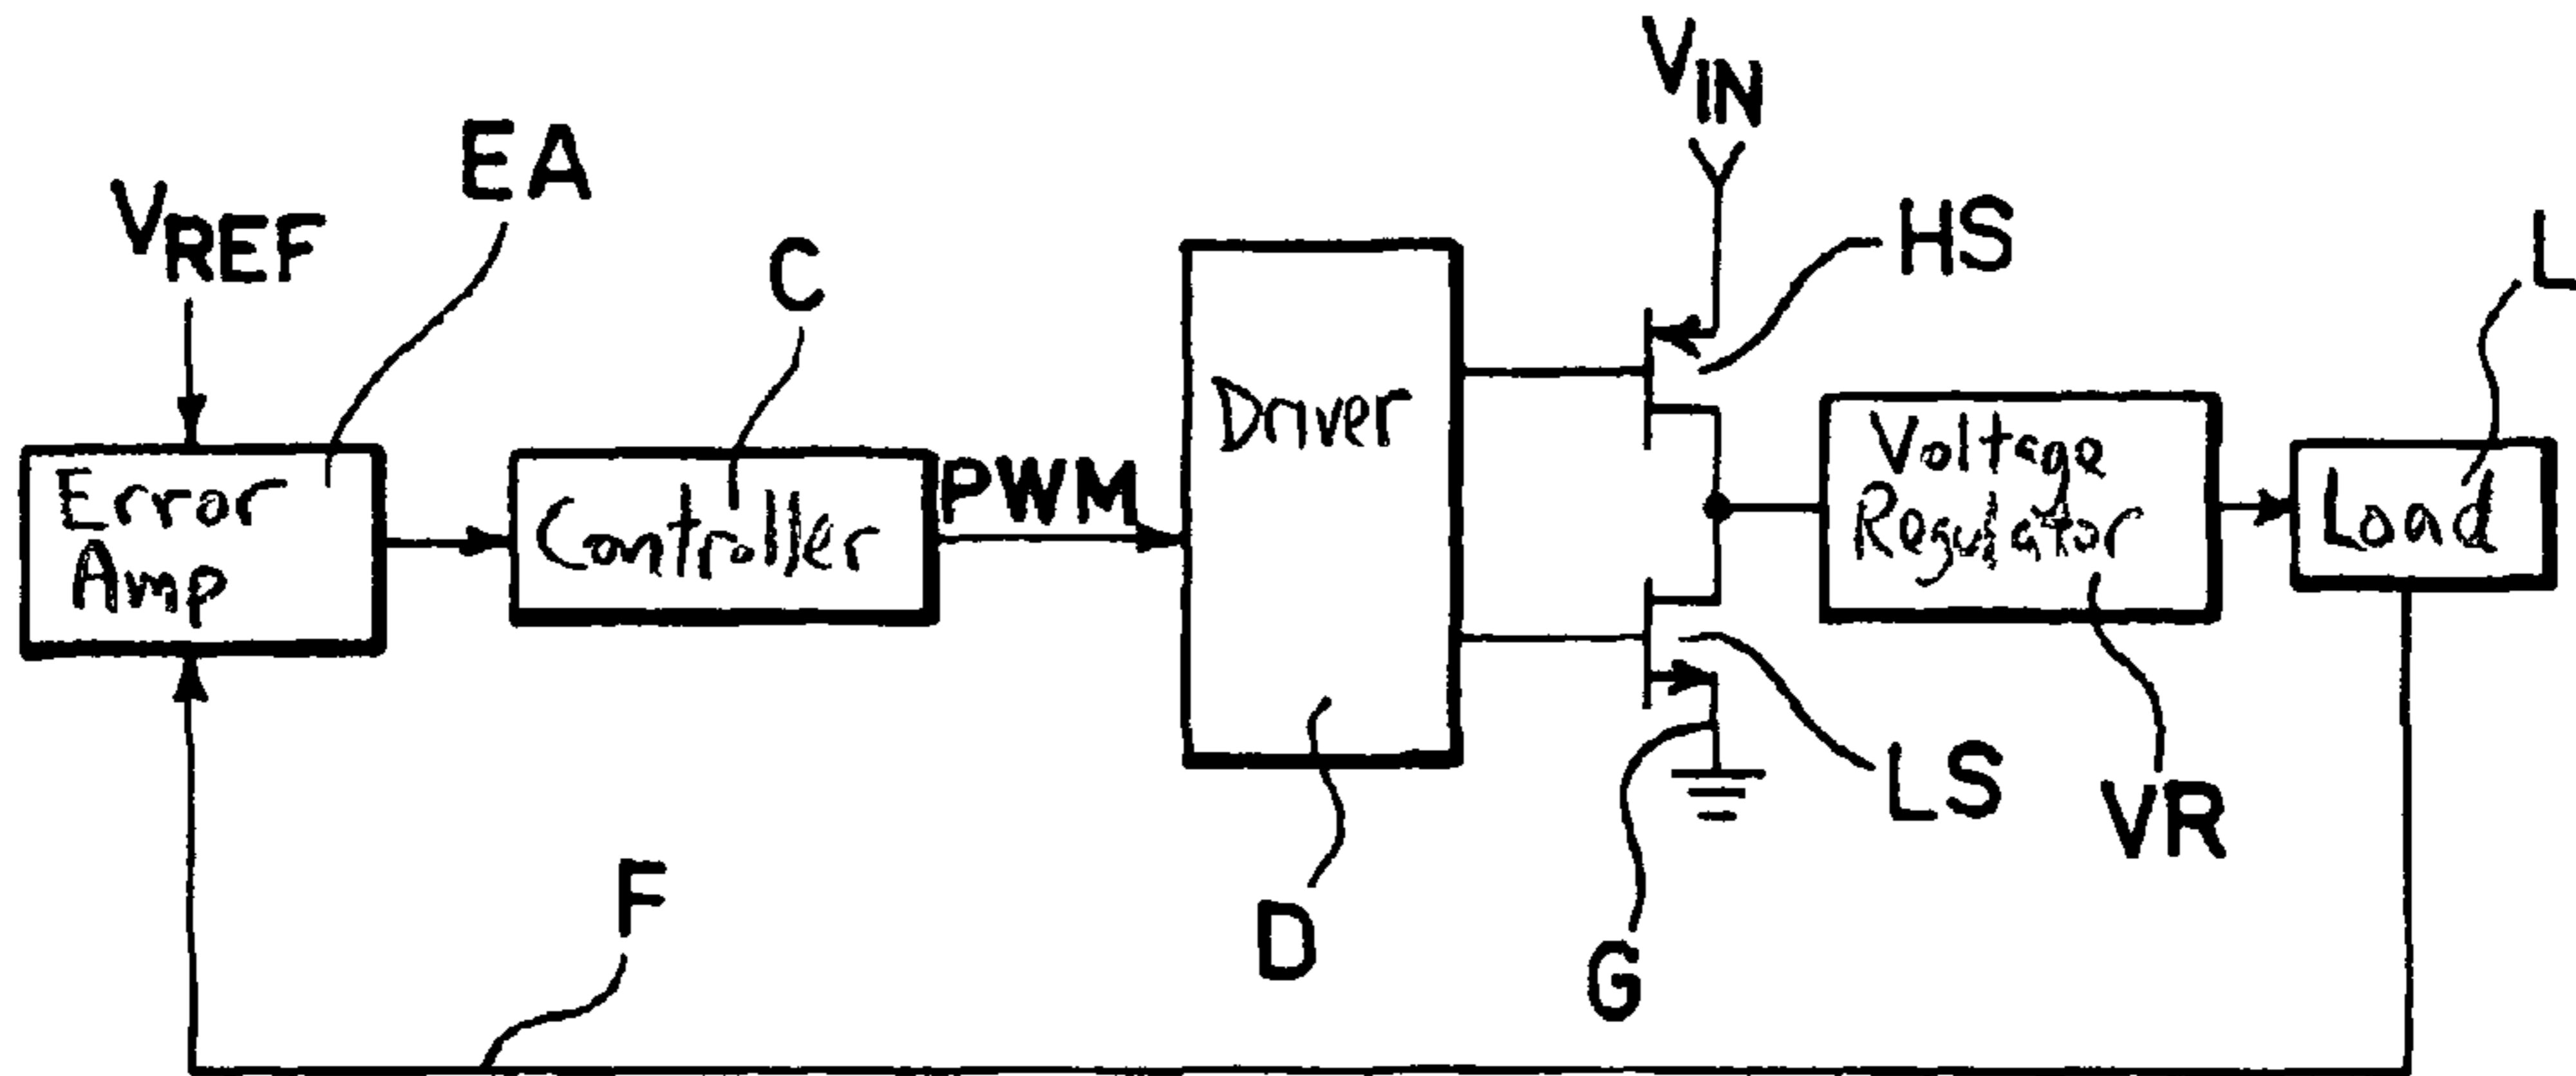 VIN
EA
VREF
C
HS
L
Driver
Voltage
Regulator
Error
Amp
Controller
PWM
Load
LS
VR
F
D
G